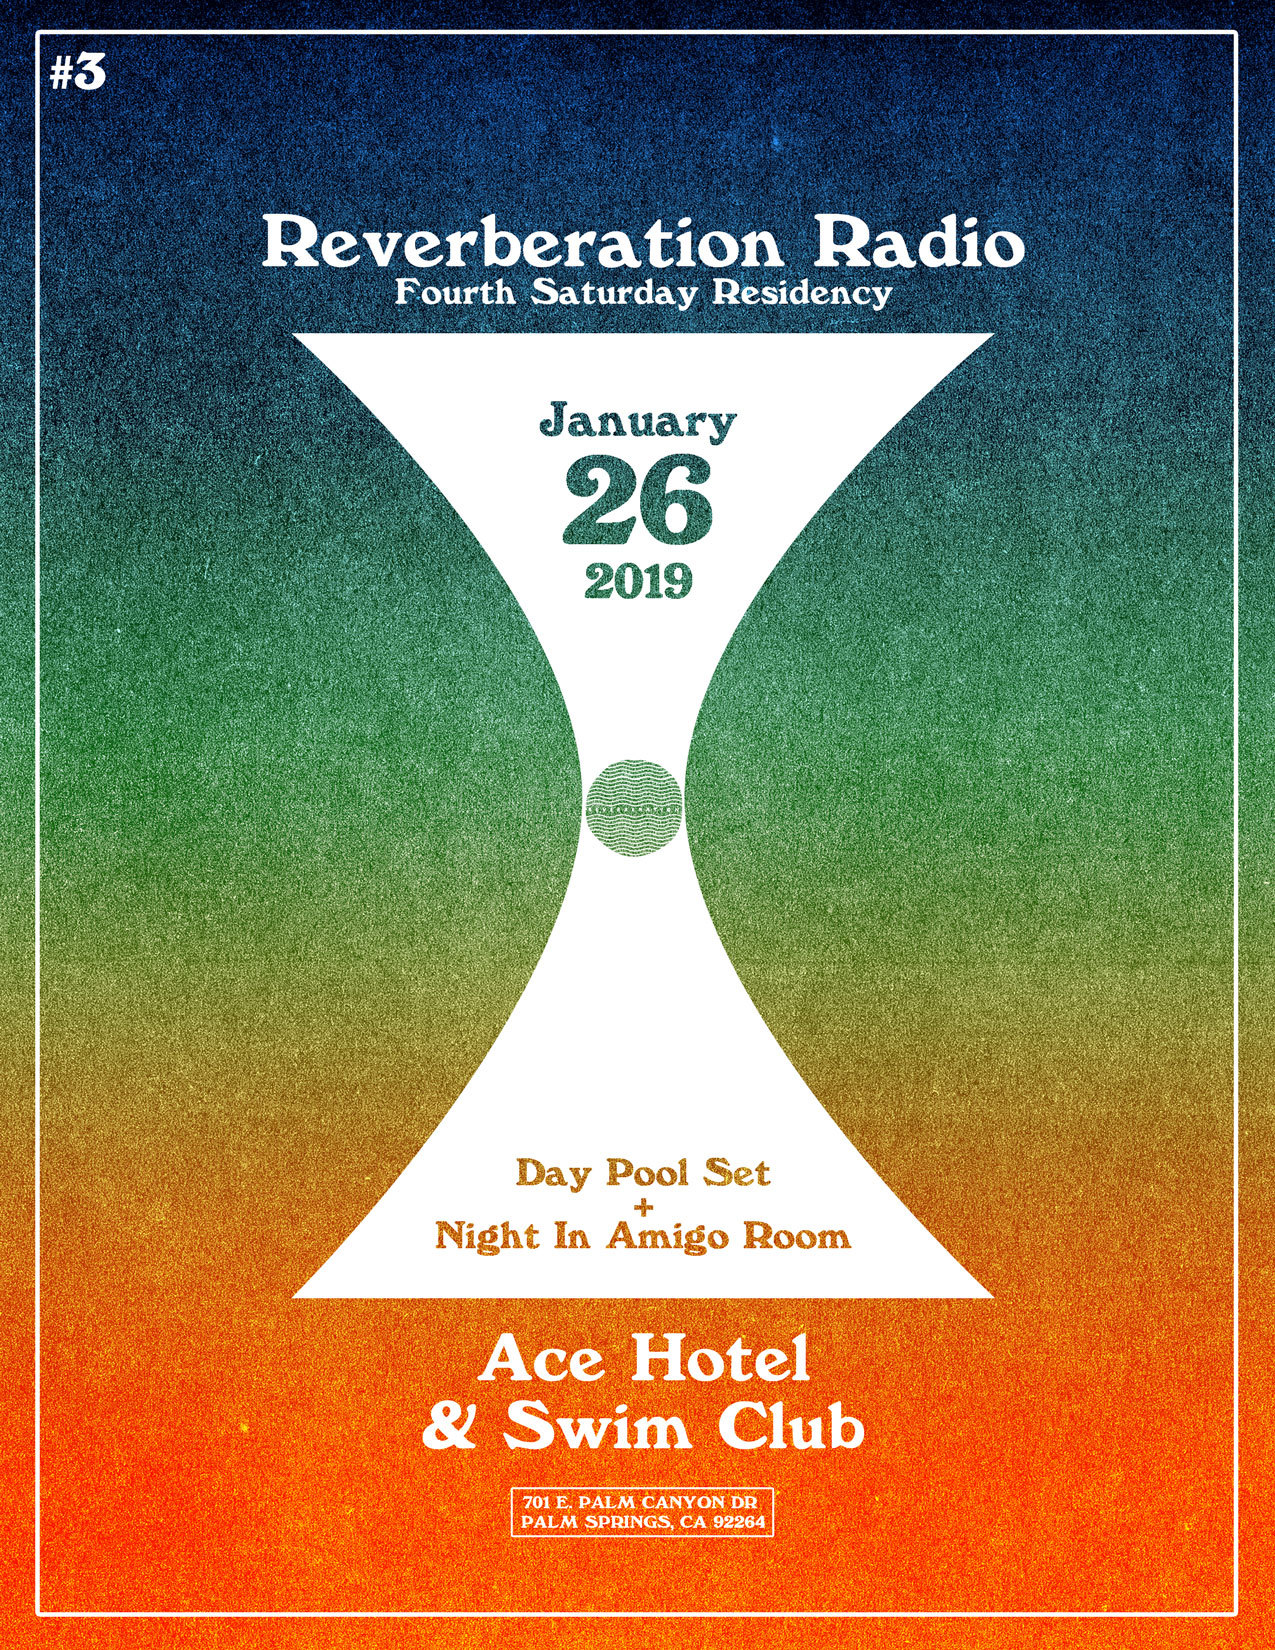 #3
Reverberation Radio
Fourth Saturday Residency
January
26
2019
Day Pool Set
+
Night In Amigo Room
Ace Hotel
& Swim Club
701 E. PALM CANYON DR
PALM SPRINGS, CA 92264